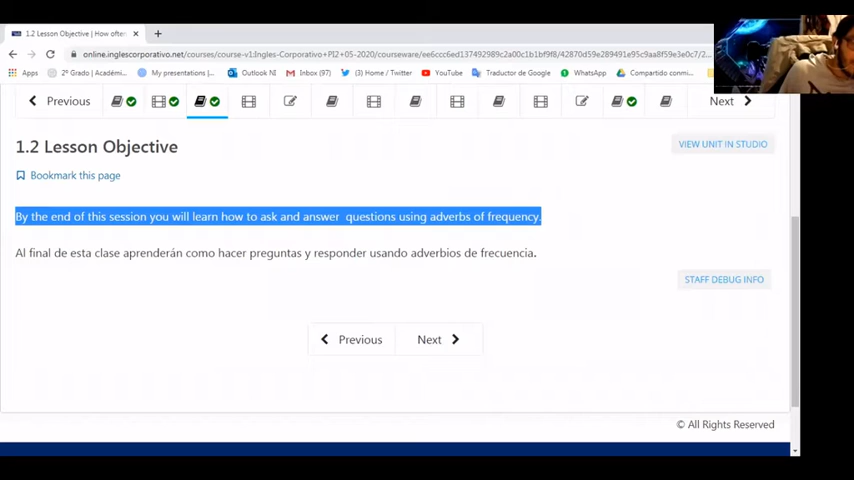 1.2 Lesson Objective | How often
online.inglescorporativo.net/courses/course-v1:Ingles-Corporativo+PI2+05-2020/courseware/ee6ccc6ed137492989c2a00c1b1bf9f8/42870d59e289491e95c9aa8f59e3e0c7/2...
Apps 2º Grado | Académi... My presentations |... Outlook NI Inbox (97) (3) Home / Twitter YouTube Traductor de Google WhatsApp Compartido conmi...
Previous Next
1.2 Lesson Objective
VIEW UNIT IN STUDIO
Bookmark this page
By the end of this session you will learn how to ask and answer questions using adverbs of frequency.
Al final de esta clase aprenderán como hacer preguntas y responder usando adverbios de frecuencia.
STAFF DEBUG INFO
Previous Next
© All Rights Reserved